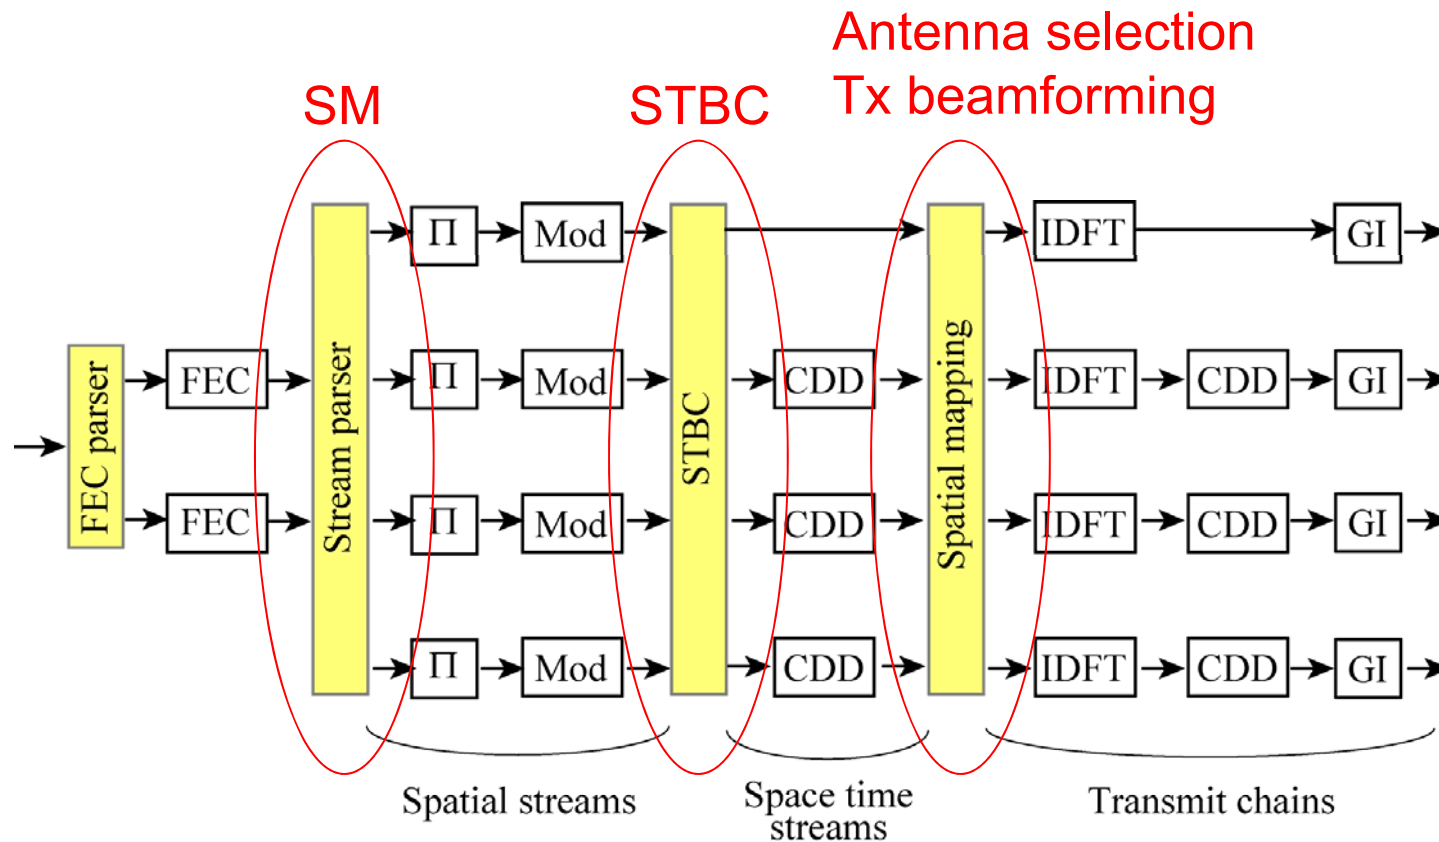 Antenna selection
SM
STBC
Tx beamforming
Π
Mod
IDFT
GI
FEC
Π
Mod
CDD
IDFT
CDD
GI
FEC parser
Stream parser
STBC
Spatial mapping
FEC
Π
Mod
CDD
IDFT
CDD
GI
Π
Mod
CDD
IDFT
CDD
GI
Spatial streams
Space time
streams
Transmit chains